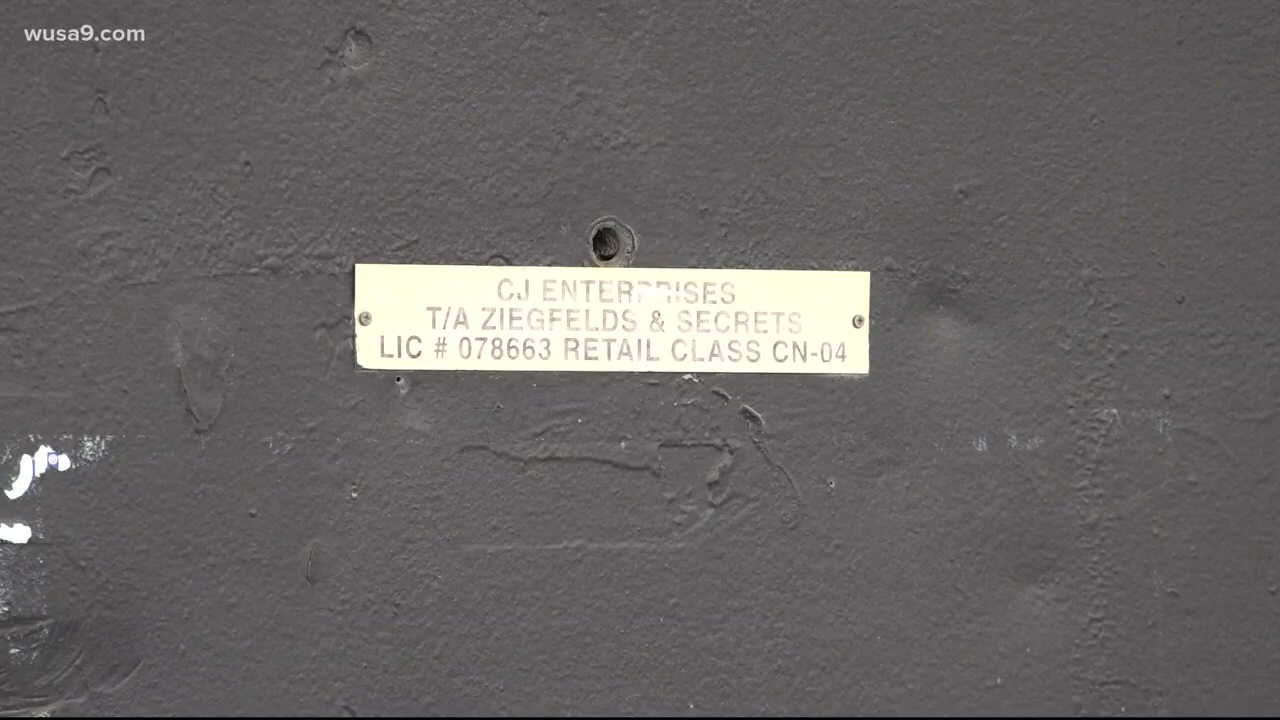 wusa9.com
CJ ENTERPRISES
T/A ZIEGFELDS & SECRETS
LIC # 078663 RETAIL CLASS CN-04